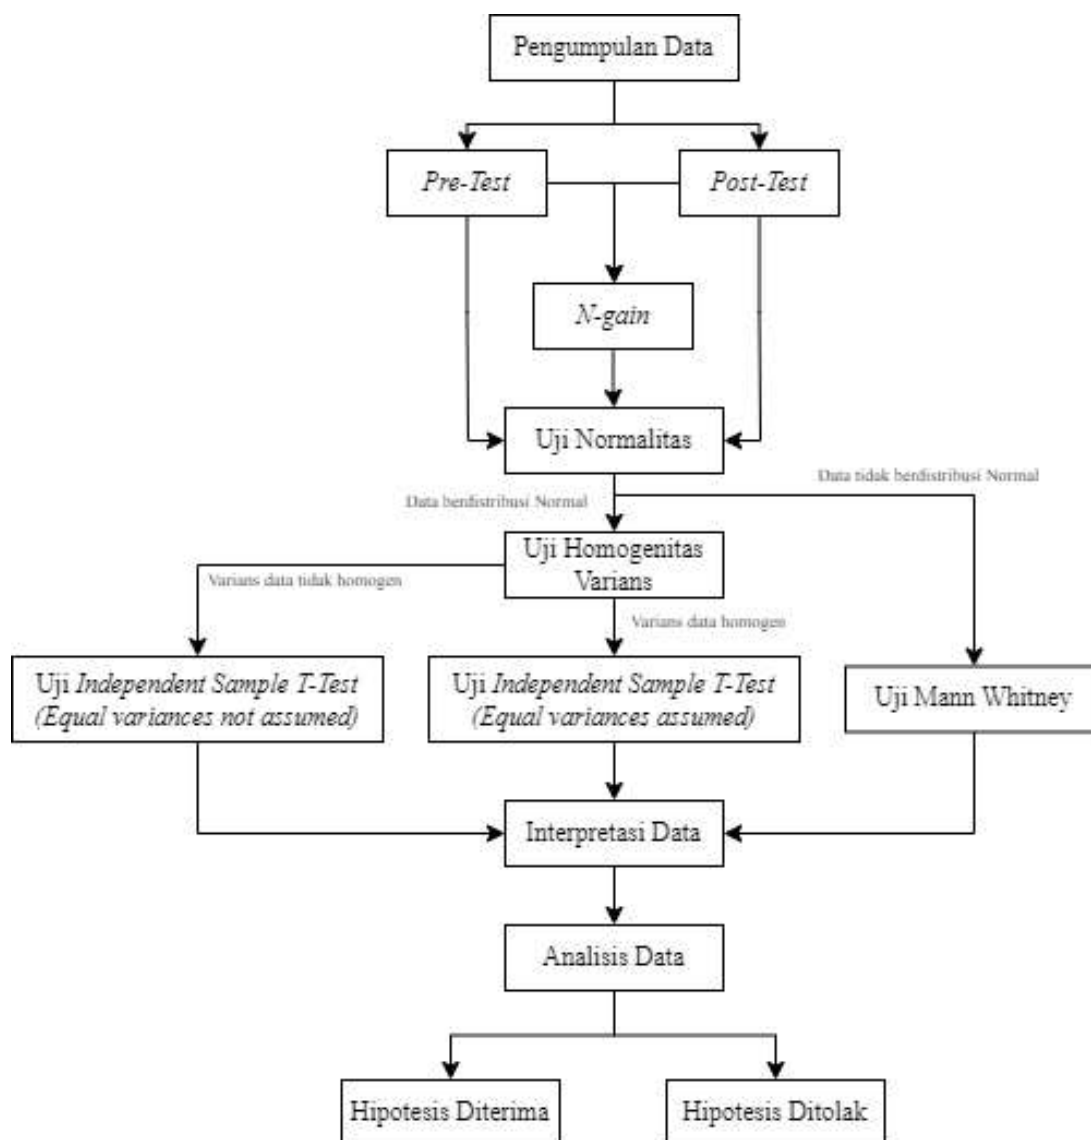 Pengumpulan Data
Pre-Test
Post-Test
N-gain
Uji Normalitas
Data tidak berdistribusi Normal
Data berdistribusi Normal
Uji Homogenitas
Varians
Varians data tidak homogen
Varians data homogen
Uji Independent Sample T-Test
(Equal variances not assumed)
Uji Independent Sample T-Test
(Equal variances assumed)
Uji Mann Whitney
Interpretasi Data
Analisis Data
Hipotesis Diterima
Hipotesis Ditolak